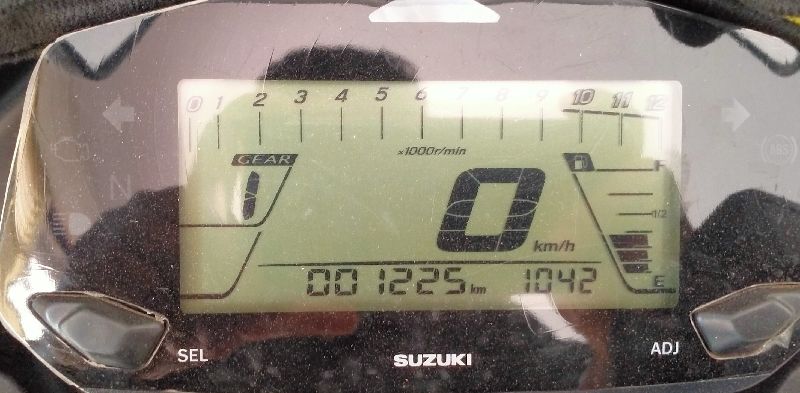 0 1 2 3 4 5 6 7 8 9 10 11 12
x1000r/min
GEAR
1
N
0
km/h
F
1/2
E
(ABS)
001225 km
1042
SEL
SUZUKI
ADJ